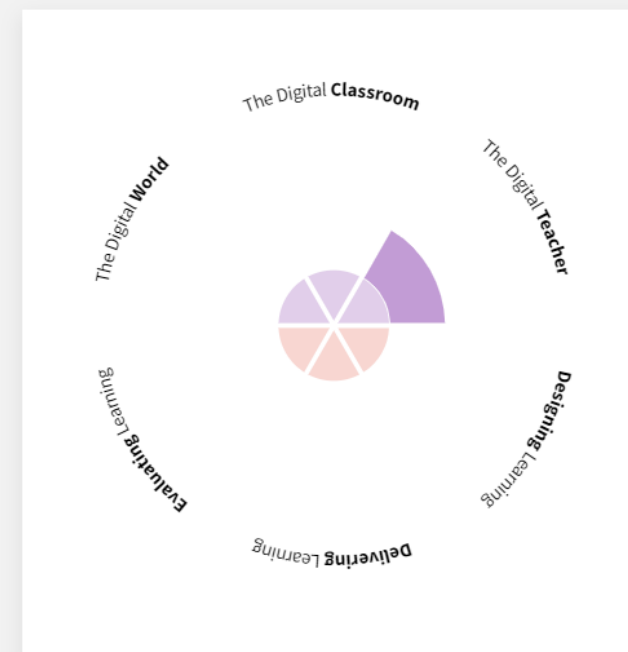 The Digital Classroom
The Digital Teacher
Designing Learning
Delivering Learning
Evaluating Learning
The Digital World